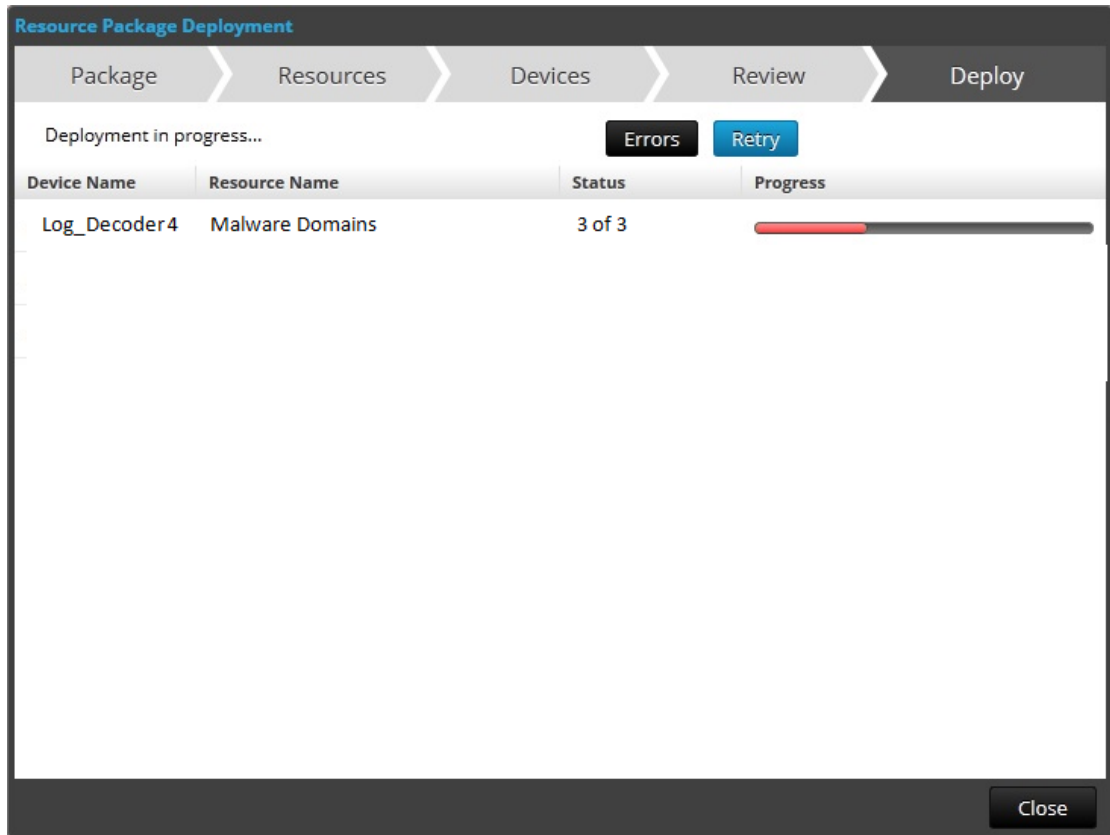 Resource Package Deployment
Package Resources Devices Review Deploy
Deployment in progress... Errors Retry
Device Name Resource Name Status Progress
Log_Decoder4 Malware Domains 3 of 3
Close